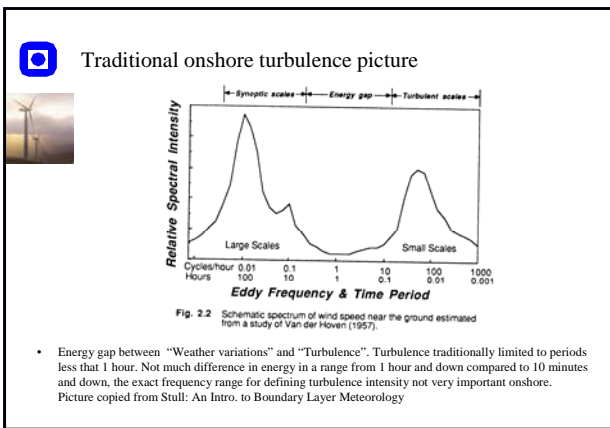 Traditional onshore turbulence picture
Synoptic scales Energy gap Turbulent scales
Relative Spectral Intensity
Large Scales Small Scales
Cycles/hour 0.01 0.1 1 10 100 1000
Hours 100 10 1 0.1 0.01 0.001
Eddy Frequency & Time Period
Fig. 2.2 Schematic spectrum of wind speed near the ground estimated
from a study of Van der Hoven (1957).
• Energy gap between “Weather variations” and “Turbulence”. Turbulence traditionally limited to periods
less that 1 hour. Not much difference in energy in a range from 1 hour and down compared to 10 minutes
and down, the exact frequency range for defining turbulence intensity not very important onshore.
Picture copied from Stull: An Intro. to Boundary Layer Meteorology